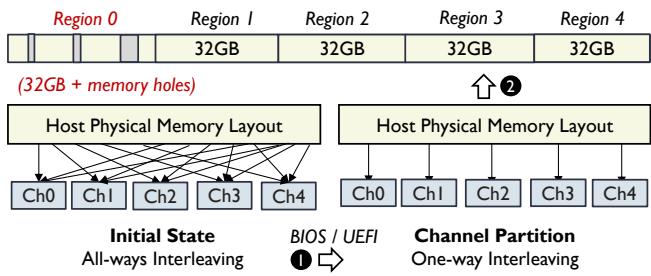 Region 0 Region 1 Region 2 Region 3 Region 4
32GB 32GB 32GB 32GB
(32GB + memory holes)
❷
Host Physical Memory Layout Host Physical Memory Layout
Ch0 Ch1 Ch2 Ch3 Ch4 Ch0 Ch1 Ch2 Ch3 Ch4
Initial State BIOS / UEFI Channel Partition
All-ways Interleaving ❶ One-way Interleaving